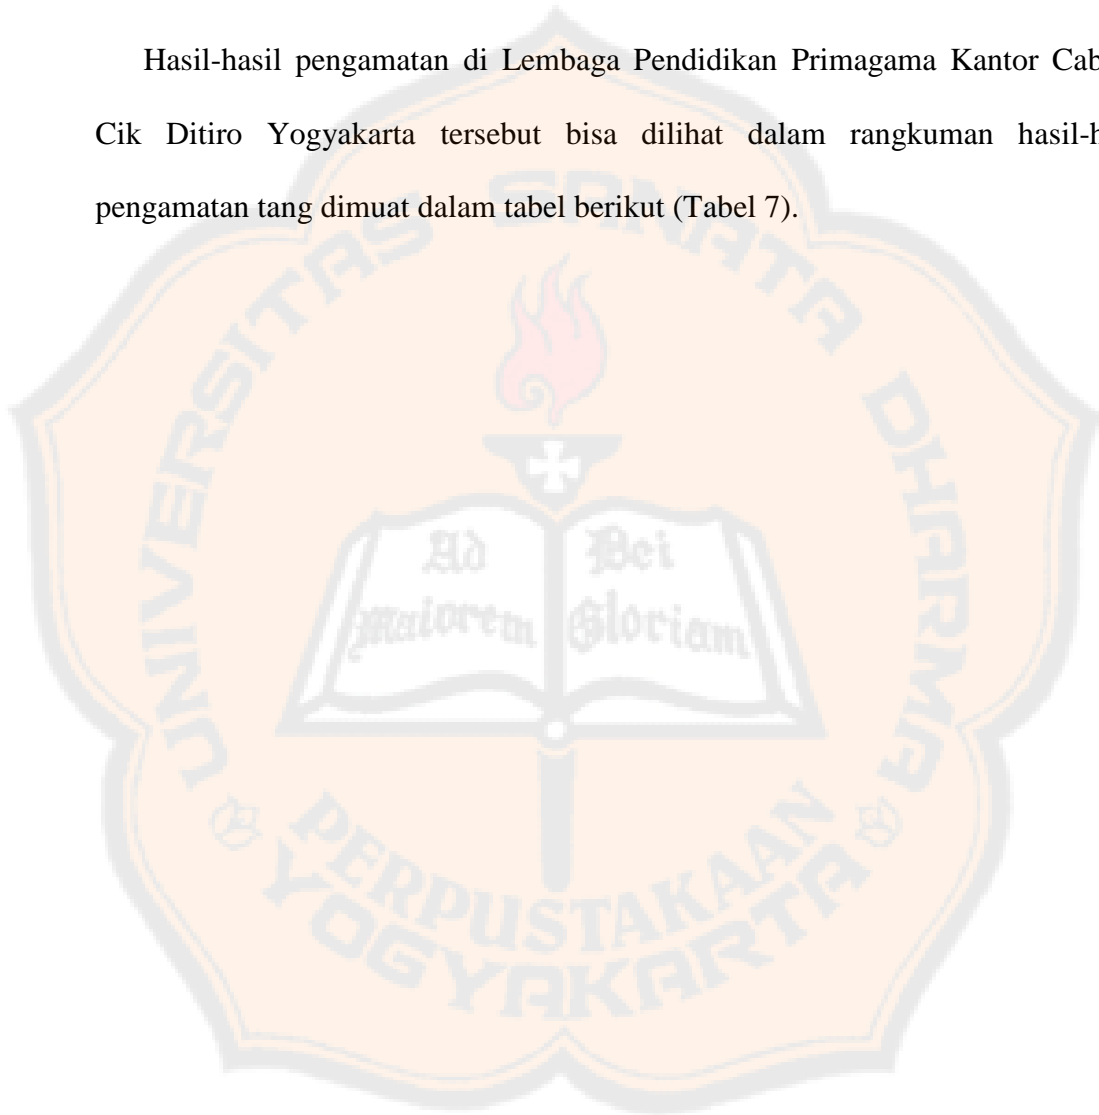 Hasil-hasil pengamatan di Lembaga Pendidikan Primagama Kantor Cab
Cik Ditiro Yogyakarta tersebut bisa dilihat dalam rangkuman hasil-h
pengamatan tang dimuat dalam tabel berikut (Tabel 7).
UNIVERSITAS SANATA DHARMA
Ad Dei
maiorem Gloriam
PERPUSTAKAAN
YOGYAKARTA